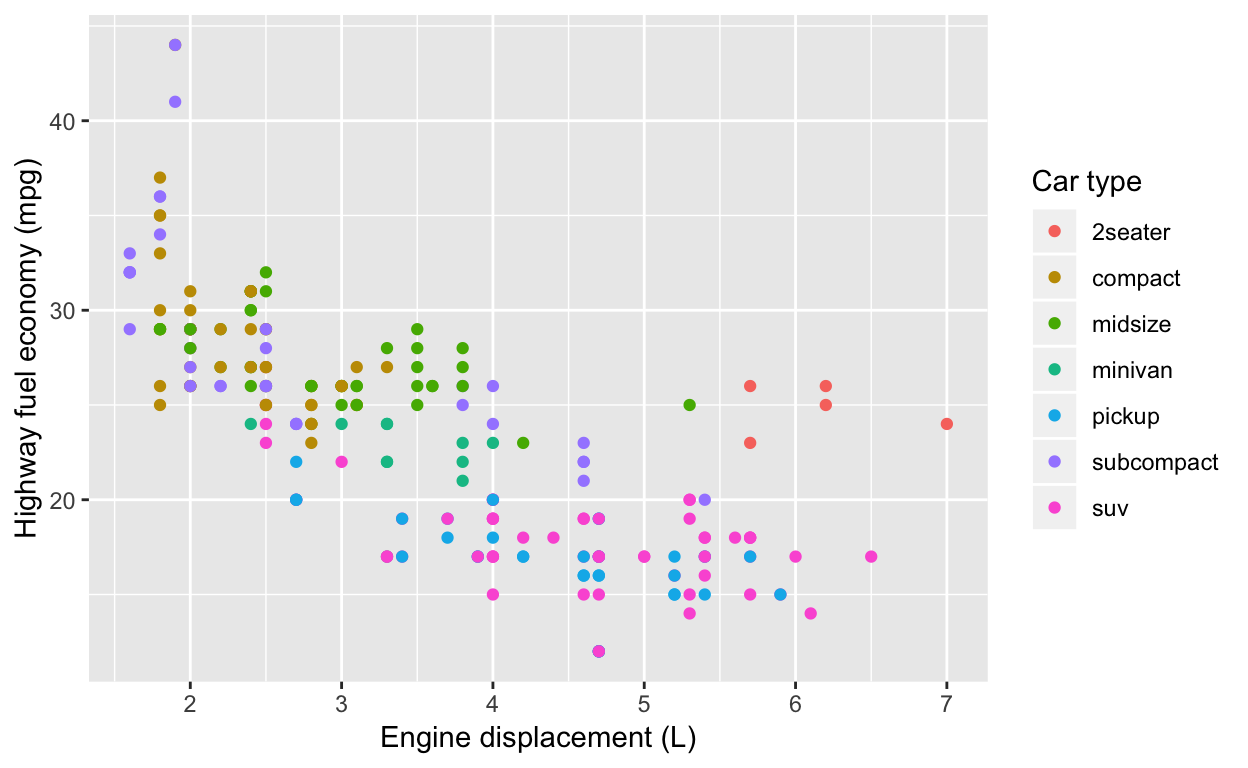 40
30
20
Highway fuel economy (mpg)
2 3 4 5 6 7
Engine displacement (L)
Car type
2seater
compact
midsize
minivan
pickup
subcompact
suv